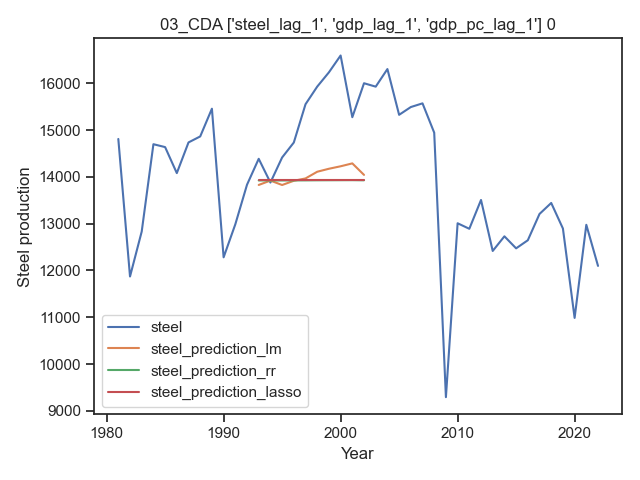 03_CDA ['steel_lag_1', 'gdp_lag_1', 'gdp_pc_lag_1'] 0
16000
15000
14000
13000
12000
11000
10000
9000
Steel production
steel
steel_prediction_lm
steel_prediction_rr
steel_prediction_lasso
1980
1990
2000
2010
2020
Year